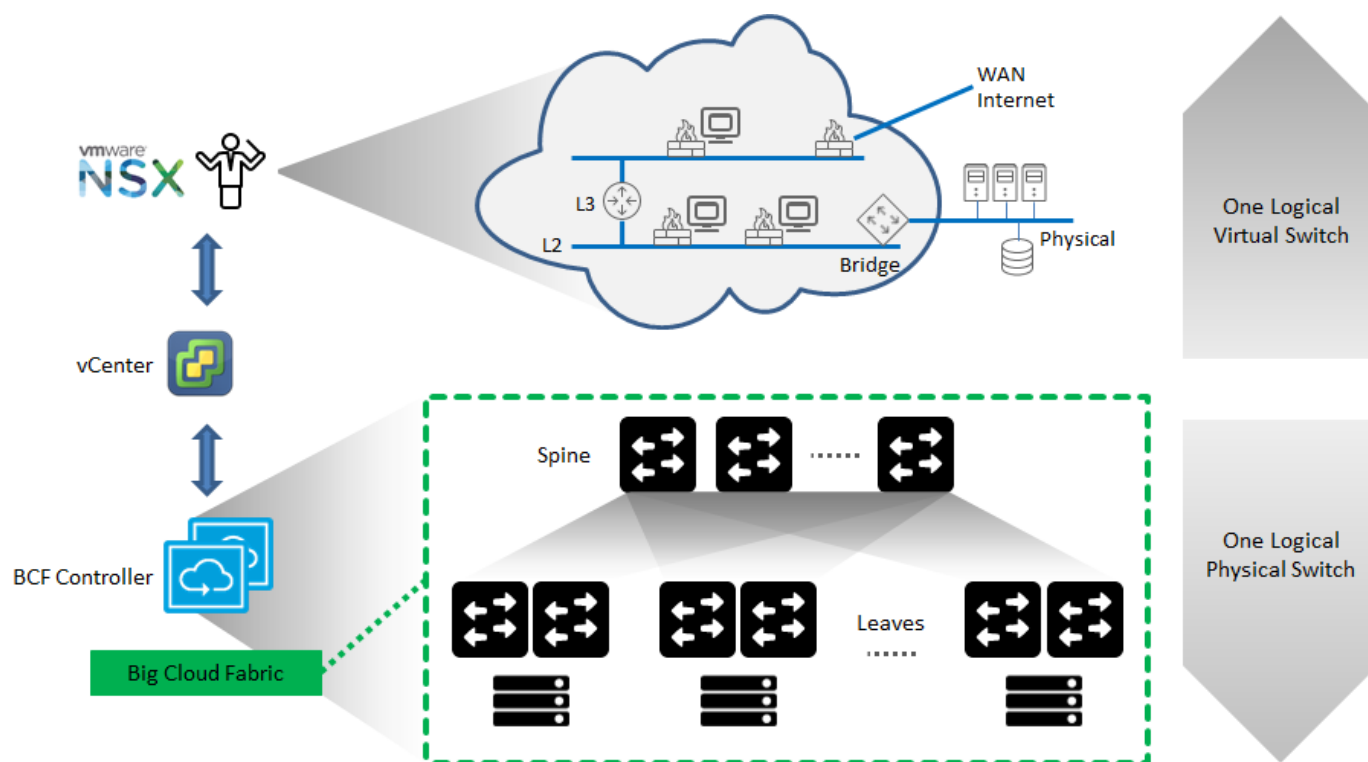 vmware
NSX
WAN
Internet
L3
L2
Bridge
Physical
One Logical
Virtual Switch
vCenter
Spine
BCF Controller
Leaves
One Logical
Physical Switch
Big Cloud Fabric